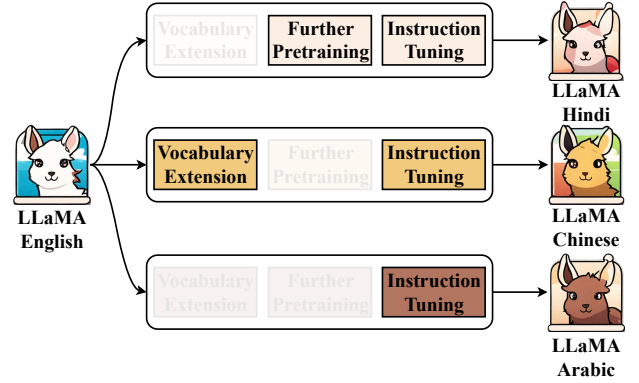 Vocabulary
Extension
Further
Pretraining
Instruction
Tuning
LLaMA
Hindi
LLaMA
English
Vocabulary
Extension
Further
Pretraining
Instruction
Tuning
LLaMA
Chinese
Vocabulary
Extension
Further
Pretraining
Instruction
Tuning
LLaMA
Arabic